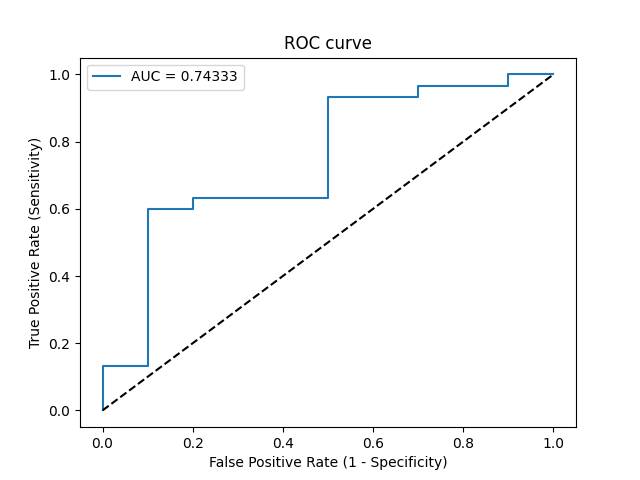 ROC curve
AUC = 0.74333
1.0
0.8
0.6
0.4
0.2
0.0
True Positive Rate (Sensitivity)
0.0 0.2 0.4 0.6 0.8 1.0
False Positive Rate (1 - Specificity)